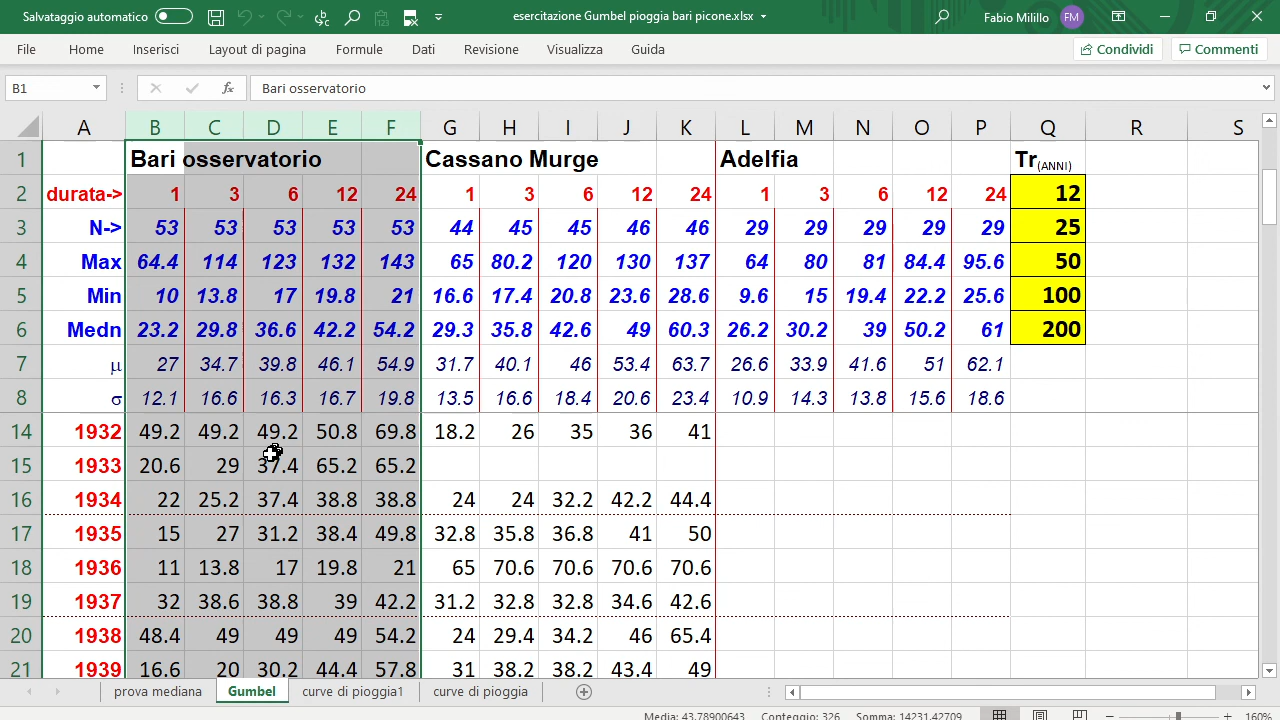 Salvataggio automatico esercitazione Gumbel pioggia bari picone.xlsx Fabio Milillo FM
File Home Inserisci Layout di pagina Formule Dati Revisione Visualizza Guida Condividi Commenti
B1 fx Bari osservatorio
A B C D E F G H I J K L M N O P Q R S
1 Bari osservatorio Cassano Murge Adelfia Tr(ANNI)
2 durata-> 1 3 6 12 24 1 3 6 12 24 1 3 6 12 24 12
3 N-> 53 53 53 53 53 44 45 45 46 46 29 29 29 29 29 25
4 Max 64.4 114 123 132 143 65 80.2 120 130 137 64 80 81 84.4 95.6 50
5 Min 10 13.8 17 19.8 21 16.6 17.4 20.8 23.6 28.6 9.6 15 19.4 22.2 25.6 100
6 Medn 23.2 29.8 36.6 42.2 54.2 29.3 35.8 42.6 49 60.3 26.2 30.2 39 50.2 61 200
7 μ 27 34.7 39.8 46.1 54.9 31.7 40.1 46 53.4 63.7 26.6 33.9 41.6 51 62.1
8 σ 12.1 16.6 16.3 16.7 19.8 13.5 16.6 18.4 20.6 23.4 10.9 14.3 13.8 15.6 18.6
14 1932 49.2 49.2 49.2 50.8 69.8 18.2 26 35 36 41
15 1933 20.6 29 37.4 65.2 65.2
16 1934 22 25.2 37.4 38.8 38.8 24 24 32.2 42.2 44.4
17 1935 15 27 31.2 38.4 49.8 32.8 35.8 36.8 41 50
18 1936 11 13.8 17 19.8 21 65 70.6 70.6 70.6 70.6
19 1937 32 38.6 38.8 39 42.2 31.2 32.8 32.8 34.6 42.6
20 1938 48.4 49 49 49 54.2 24 29.4 34.2 46 65.4
21 1939 16.6 20 30.2 44.4 57.8 31 38.2 38.2 43.4 49
prova mediana Gumbel curve di pioggia1 curve di pioggia
Media: 43,78900643 Conteggio: 326 Somma: 14231,42709 160%